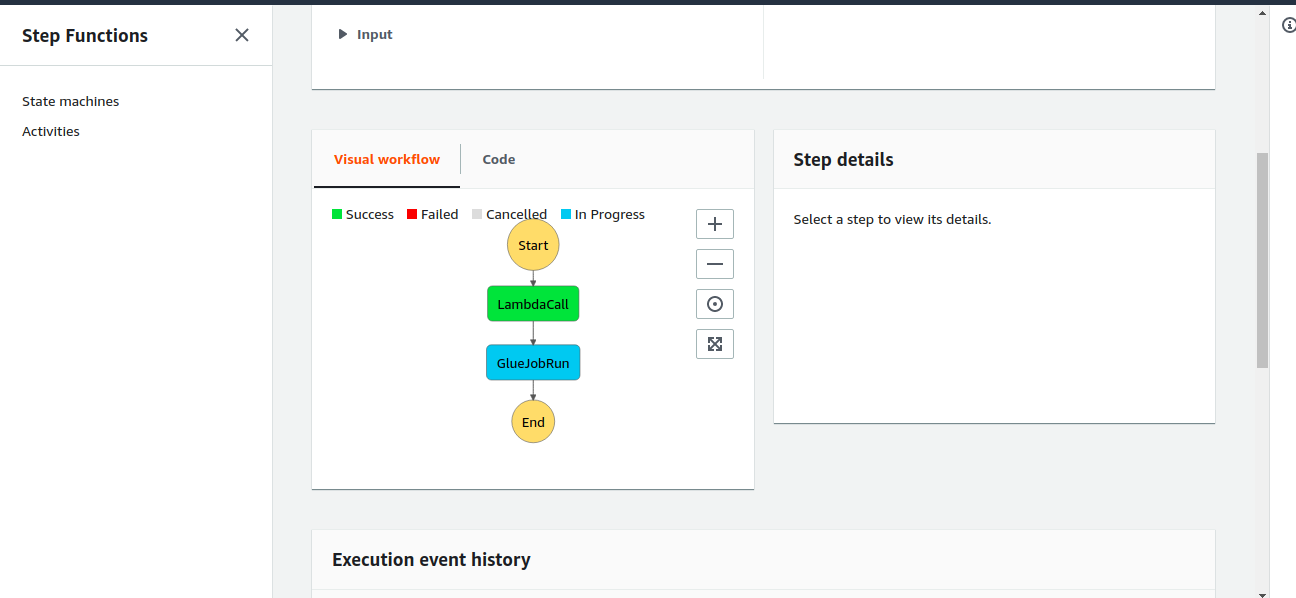 Step Functions
State machines
Activities
Input
Visual workflow
Code
Success
Failed
Cancelled
In Progress
Start
LambdaCall
GlueJobRun
End
Step details
Select a step to view its details.
Execution event history